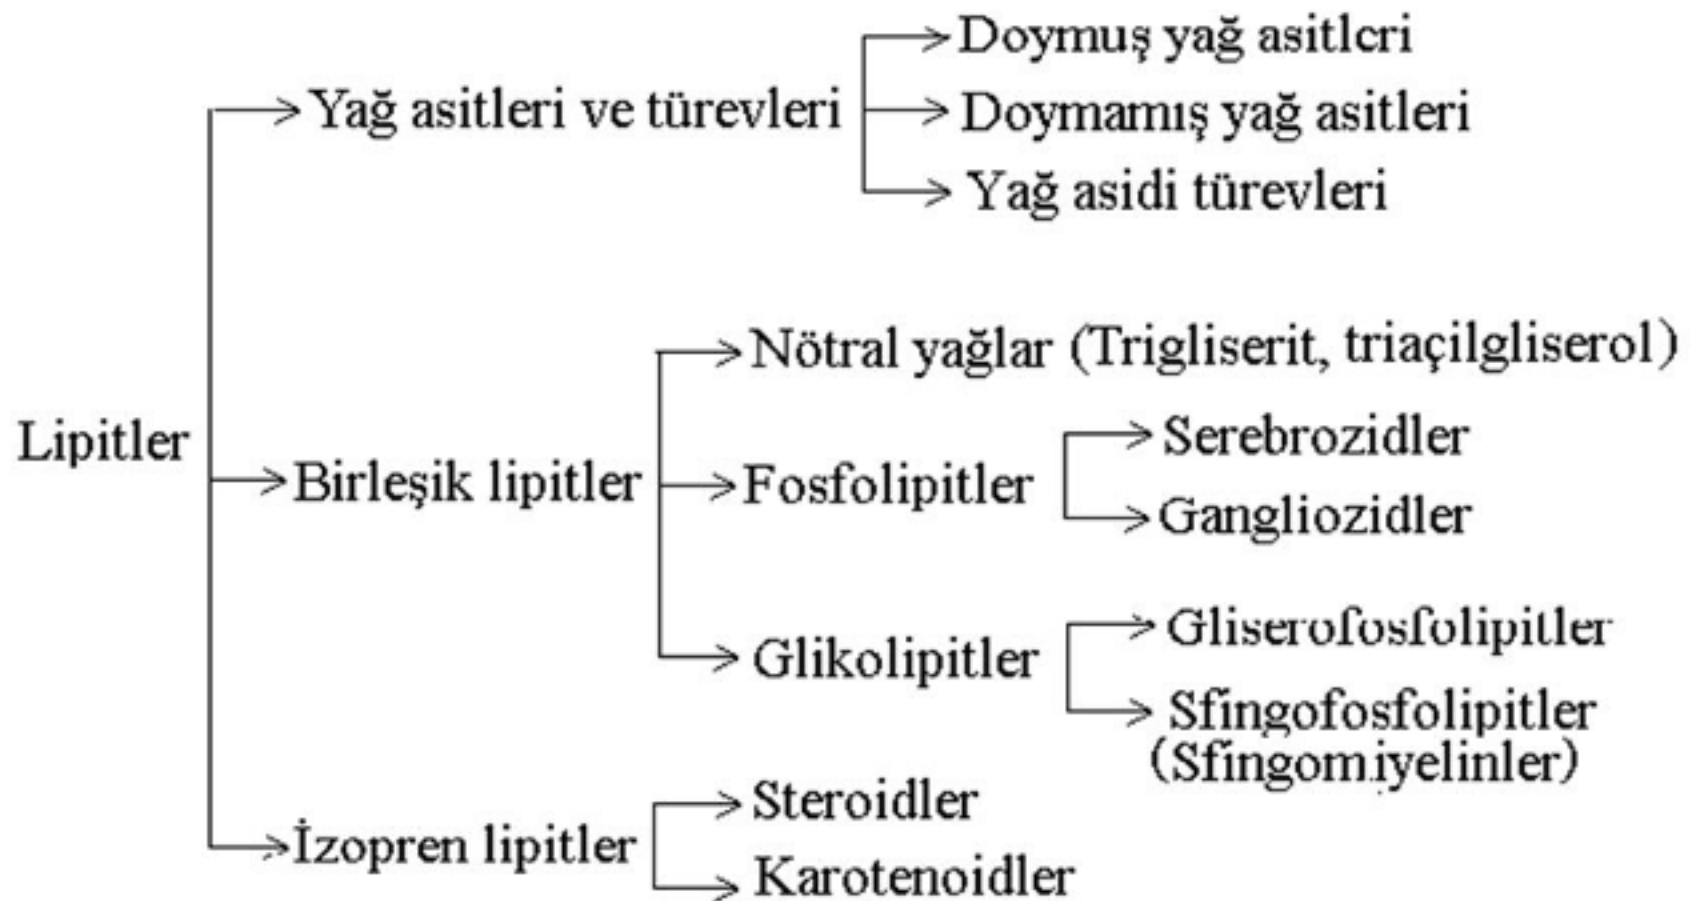 Doymuş yağ asitleri
Yağ asitleri ve türevleri
Doymamış yağ asitleri
Yağ asidi türevleri
Nötral yağlar (Trigliserit, triaçilgliserol)
Lipitler
Serebrozidler
Birleşik lipitler
Fosfolipitler
Gangliozidler
Gliserofosfolipitler
Glikolipitler
Sfingofosfolipitler
(Sfingomiyelinler)
Steroidler
İzopren lipitler
Karotenoidler